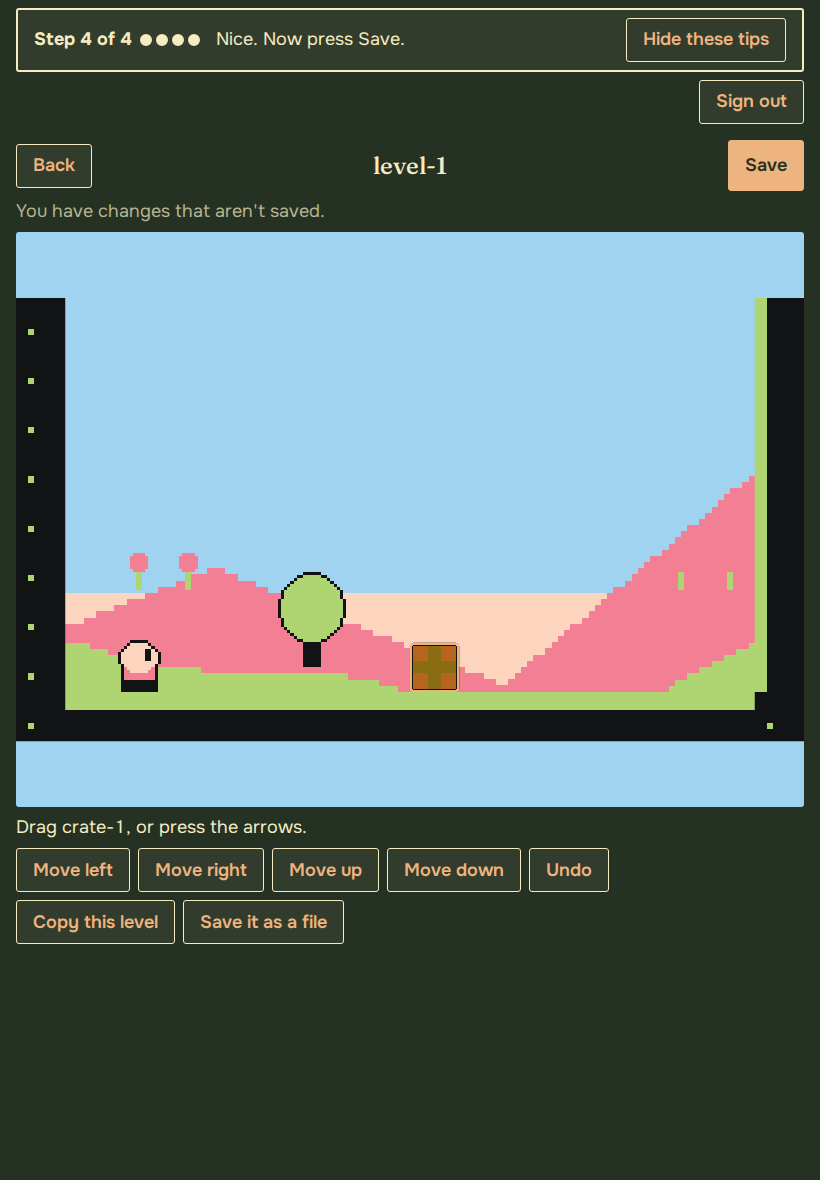 Step 4 of 4 Nice. Now press Save. Hide these tips
Sign out
Back level-1 Save
You have changes that aren't saved.
Drag crate-1, or press the arrows.
Move left Move right Move up Move down Undo
Copy this level Save it as a file